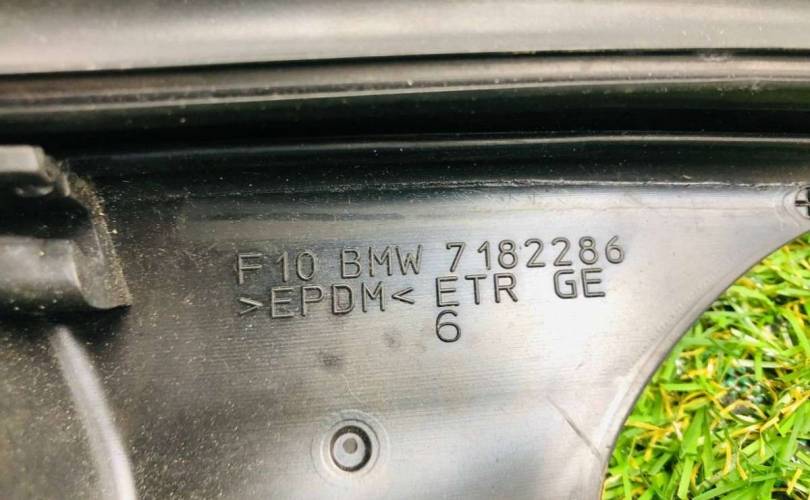 F10 BMW 7182286
>EPDM< ETR GE
6